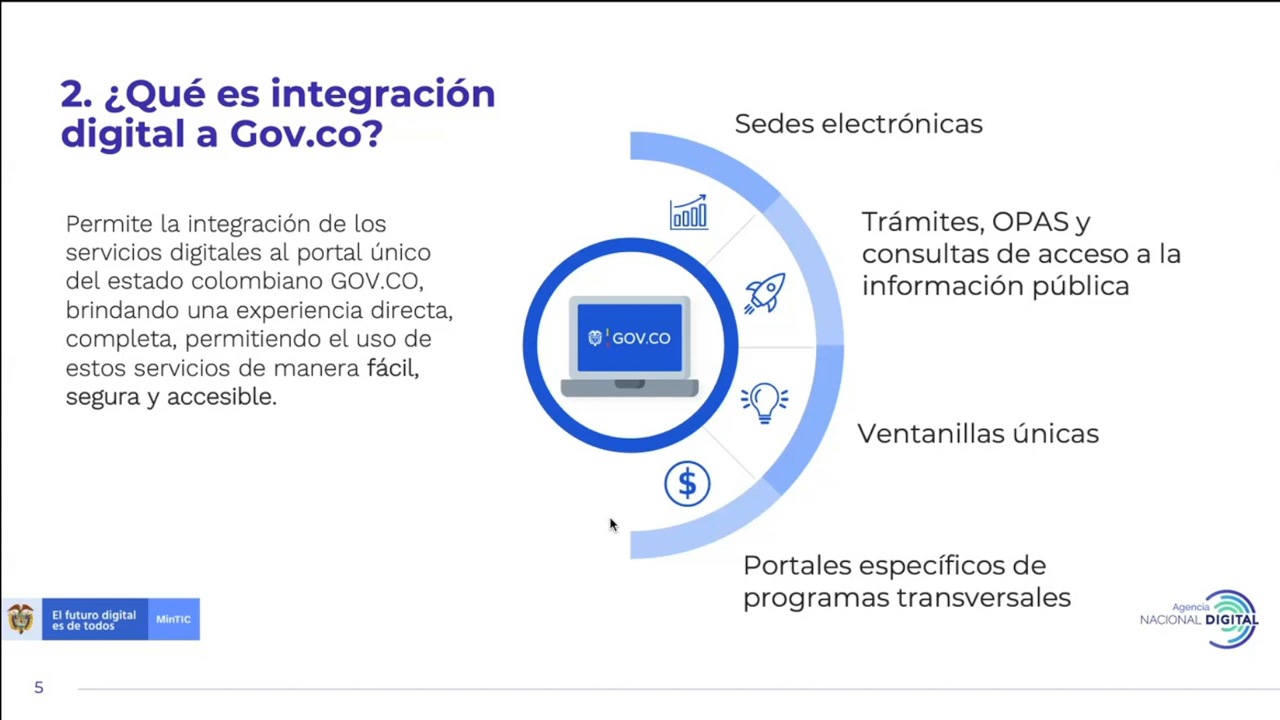 2. ¿Qué es integración
digital a Gov.co?
Permite la integración de los
servicios digitales al portal único
del estado colombiano GOV.CO,
brindando una experiencia directa,
completa, permitiendo el uso de
estos servicios de manera fácil,
segura y accesible.
GOV.CO
$
Sedes electrónicas
Trámites, OPAS y
consultas de acceso a la
información pública
Ventanillas únicas
Portales específicos de
programas transversales
El futuro digital
es de todos
MinTIC
Agencia
NACIONAL DIGITAL
5